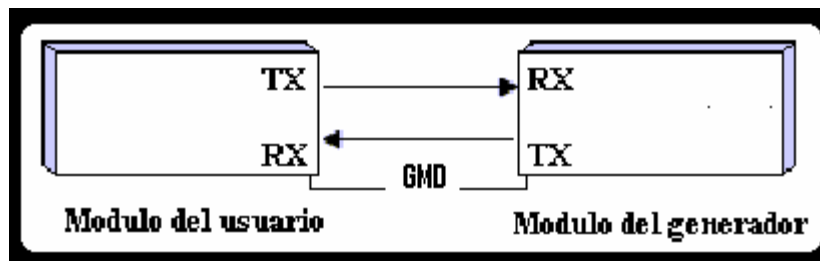 TX RX
RX TX
GMD
Modulo del usuario Modulo del generador